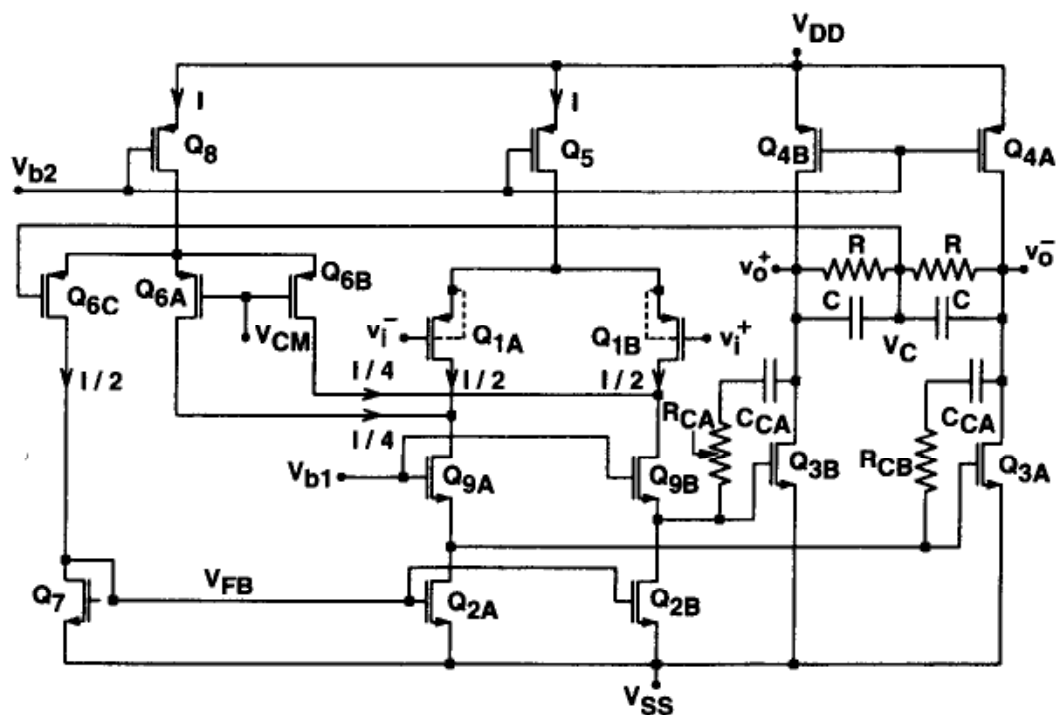 V_DD
I
I
Q_8
Q_5
Q_4B
Q_4A
V_b2
R
R
v_o^+
v_o^-
Q_6C
Q_6A
Q_6B
C
C
v_i^-
Q_1A
Q_1B
v_i^+
V_CM
V_C
I / 2
I / 4
I / 2
I / 2
R_CA
C_CA
C_CA
I / 4
V_b1
Q_9A
Q_9B
Q_3B
R_CB
Q_3A
Q_7
V_FB
Q_2A
Q_2B
V_SS